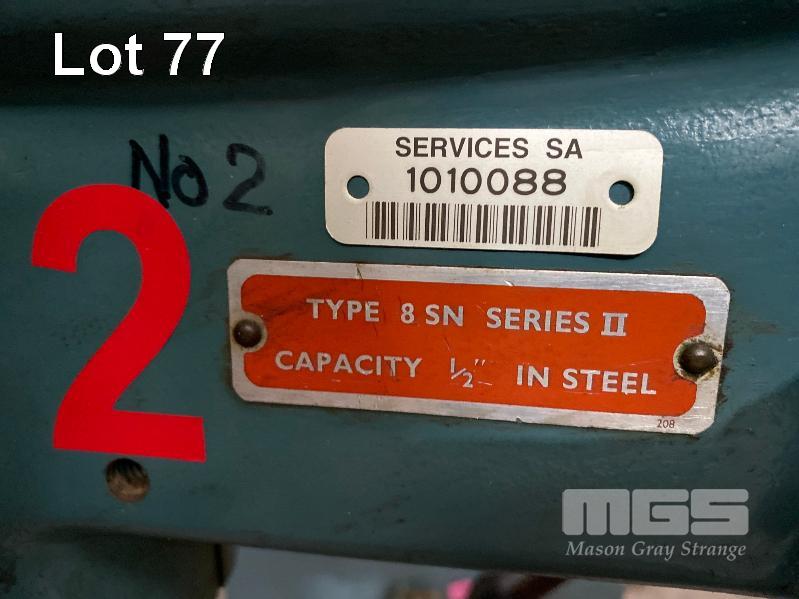 Lot 77
No 2
2
SERVICES SA
1010088
TYPE 8 SN SERIES II
CAPACITY 1/2" IN STEEL
208
MGS
Mason Gray Strange